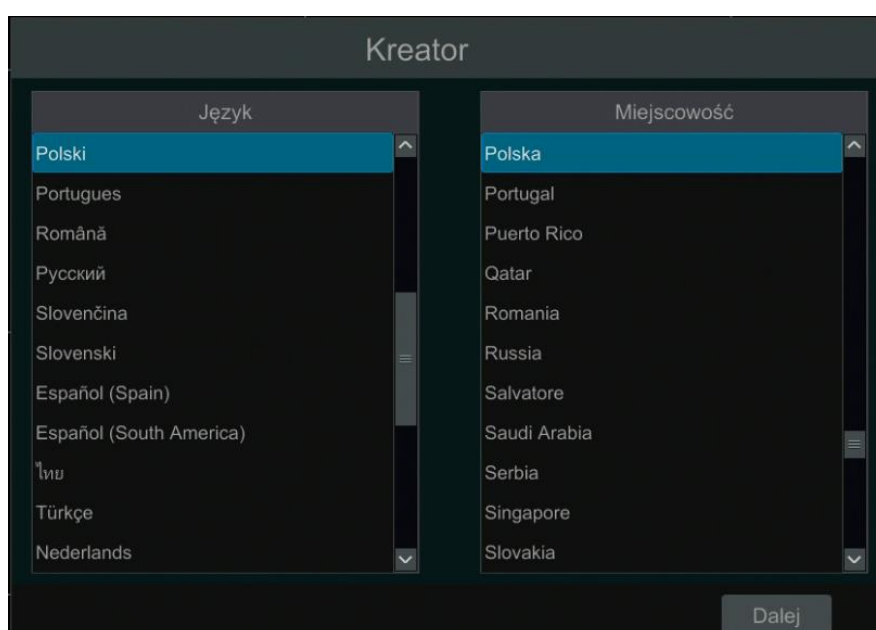 Kreator
Język
Polski
Portugues
Română
Русский
Slovenčina
Slovenski
Español (Spain)
Español (South America)
ไทย
Türkçe
Nederlands
Miejscowość
Polska
Portugal
Puerto Rico
Qatar
Romania
Russia
Salvatore
Saudi Arabia
Serbia
Singapore
Slovakia
Dalej